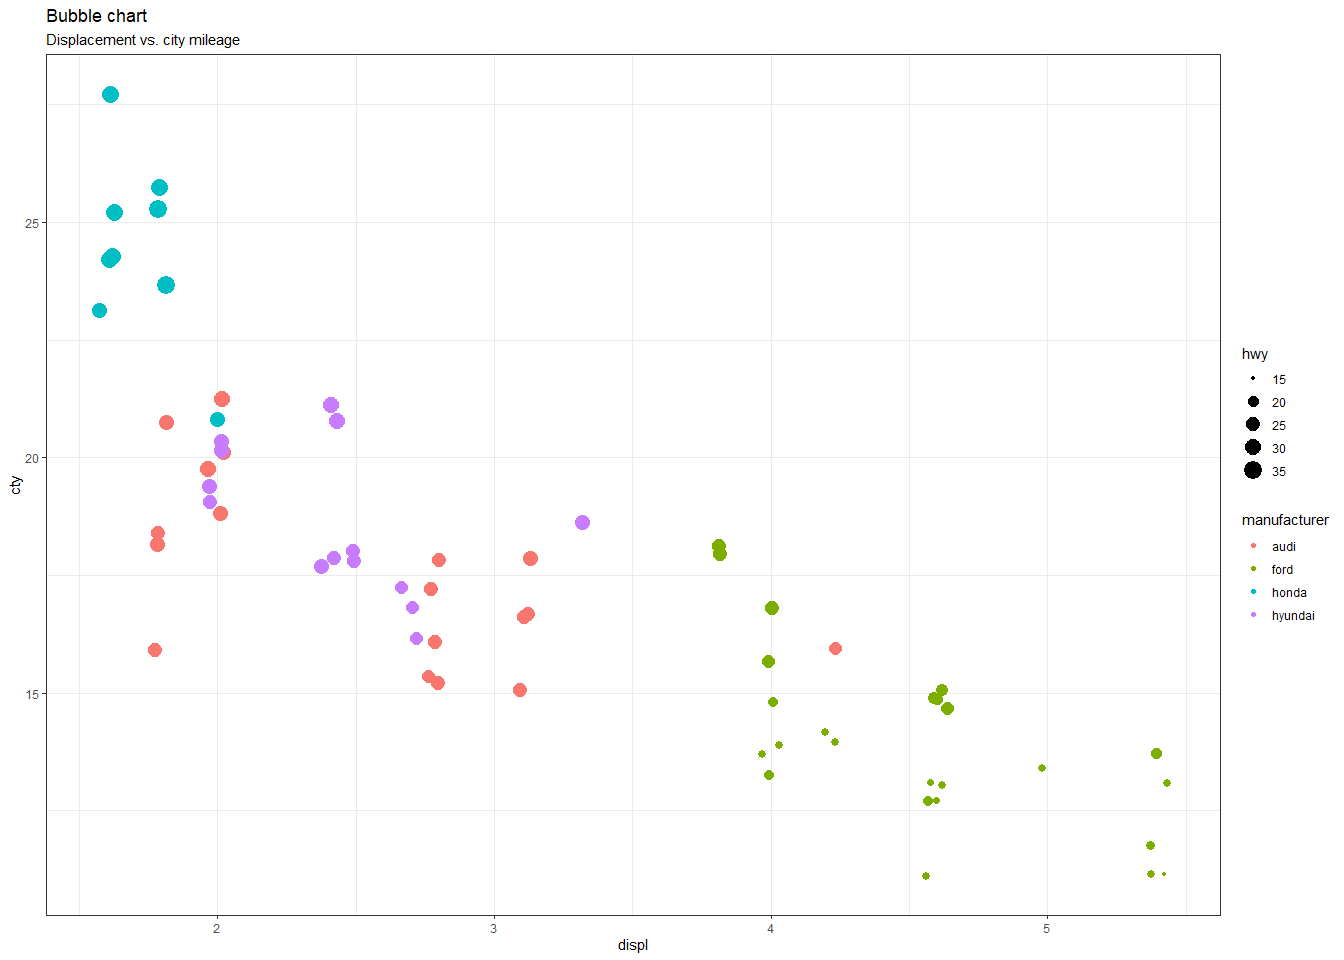 Bubble chart
Displacement vs. city mileage
25
20
15
cty
2
3
4
5
displ
hwy
15
20
25
30
35
manufacturer
audi
ford
honda
hyundai